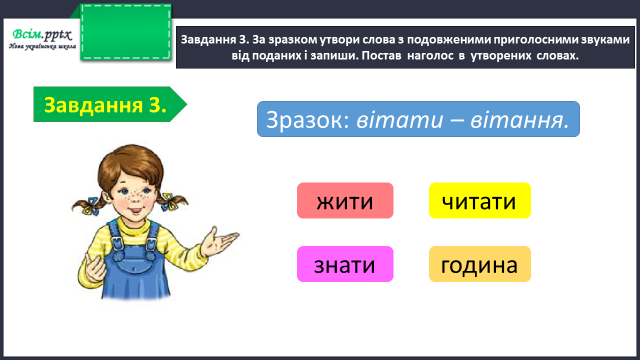 Всім.pptx
Нова українська школа
Завдання 3. За зразком утвори слова з подовженими приголосними звуками
від поданих і запиши. Постав наголос в утворених словах.
Завдання 3.
Зразок: вітати – вітання.
жити
читати
знати
година